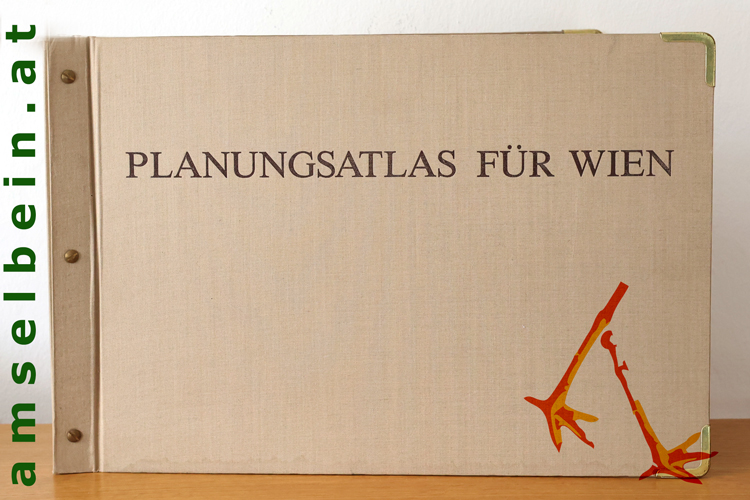 amselbein.at
PLANUNGSATLAS FÜR WIEN